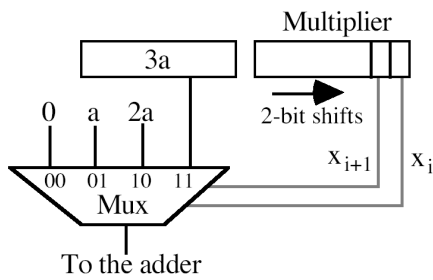 Multiplier
3a
0 a 2a
2-bit shifts
00 01 10 11
x_{i+1} x_i
Mux
To the adder